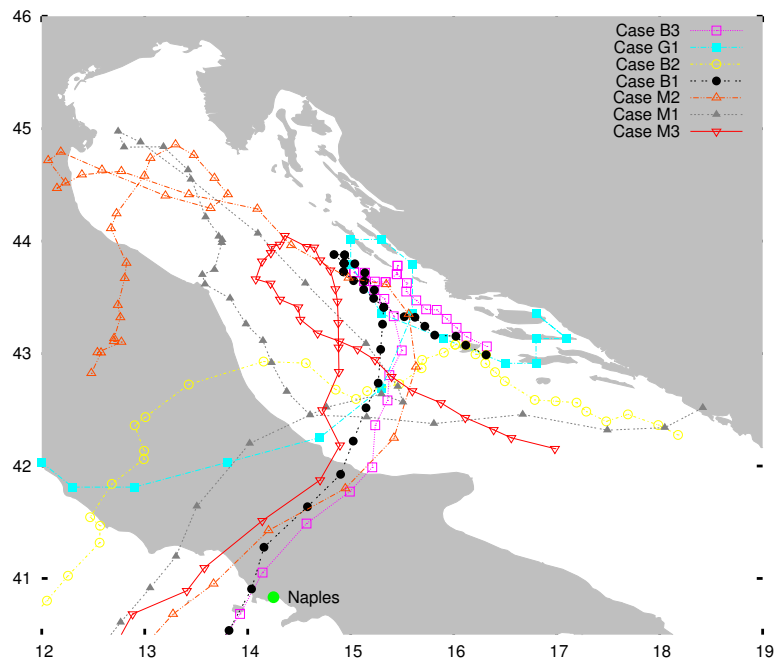 46
Case B3
Case G1
Case B2
Case B1
Case M2
Case M1
Case M3
45
44
43
42
41
Naples
12 13 14 15 16 17 18 19